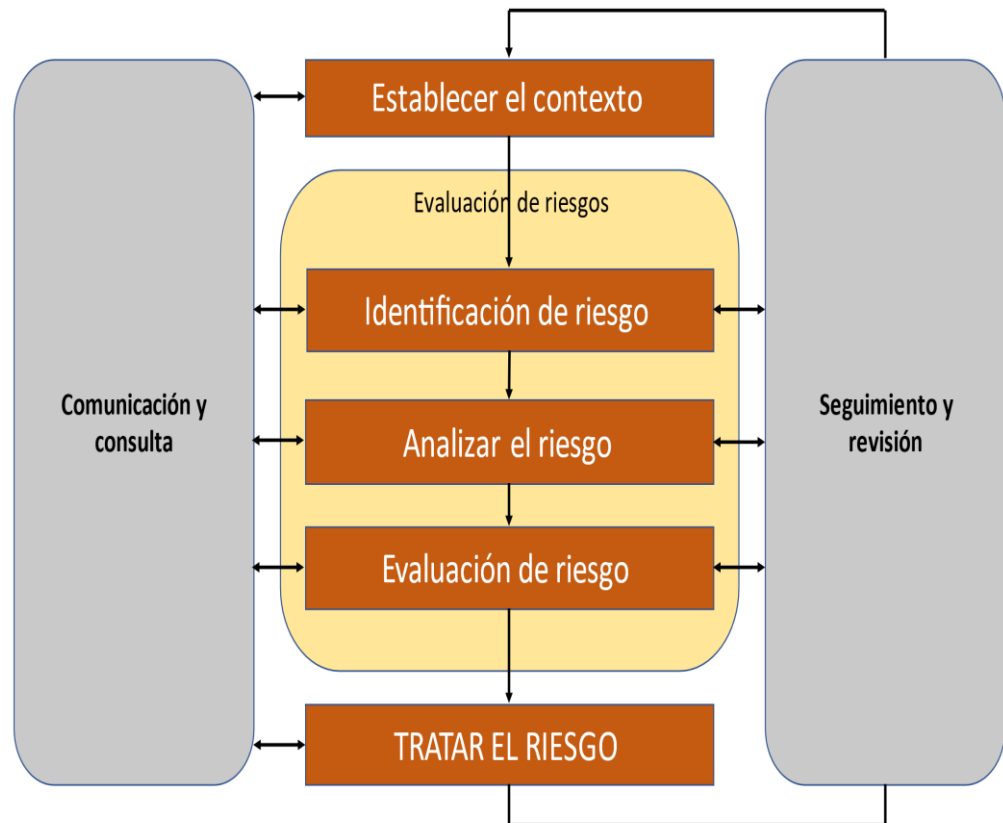 Establecer el contexto
Evaluación de riesgos
Identificación de riesgo
Comunicación y
consulta
Analizar el riesgo
Seguimiento y
revisión
Evaluación de riesgo
TRATAR EL RIESGO